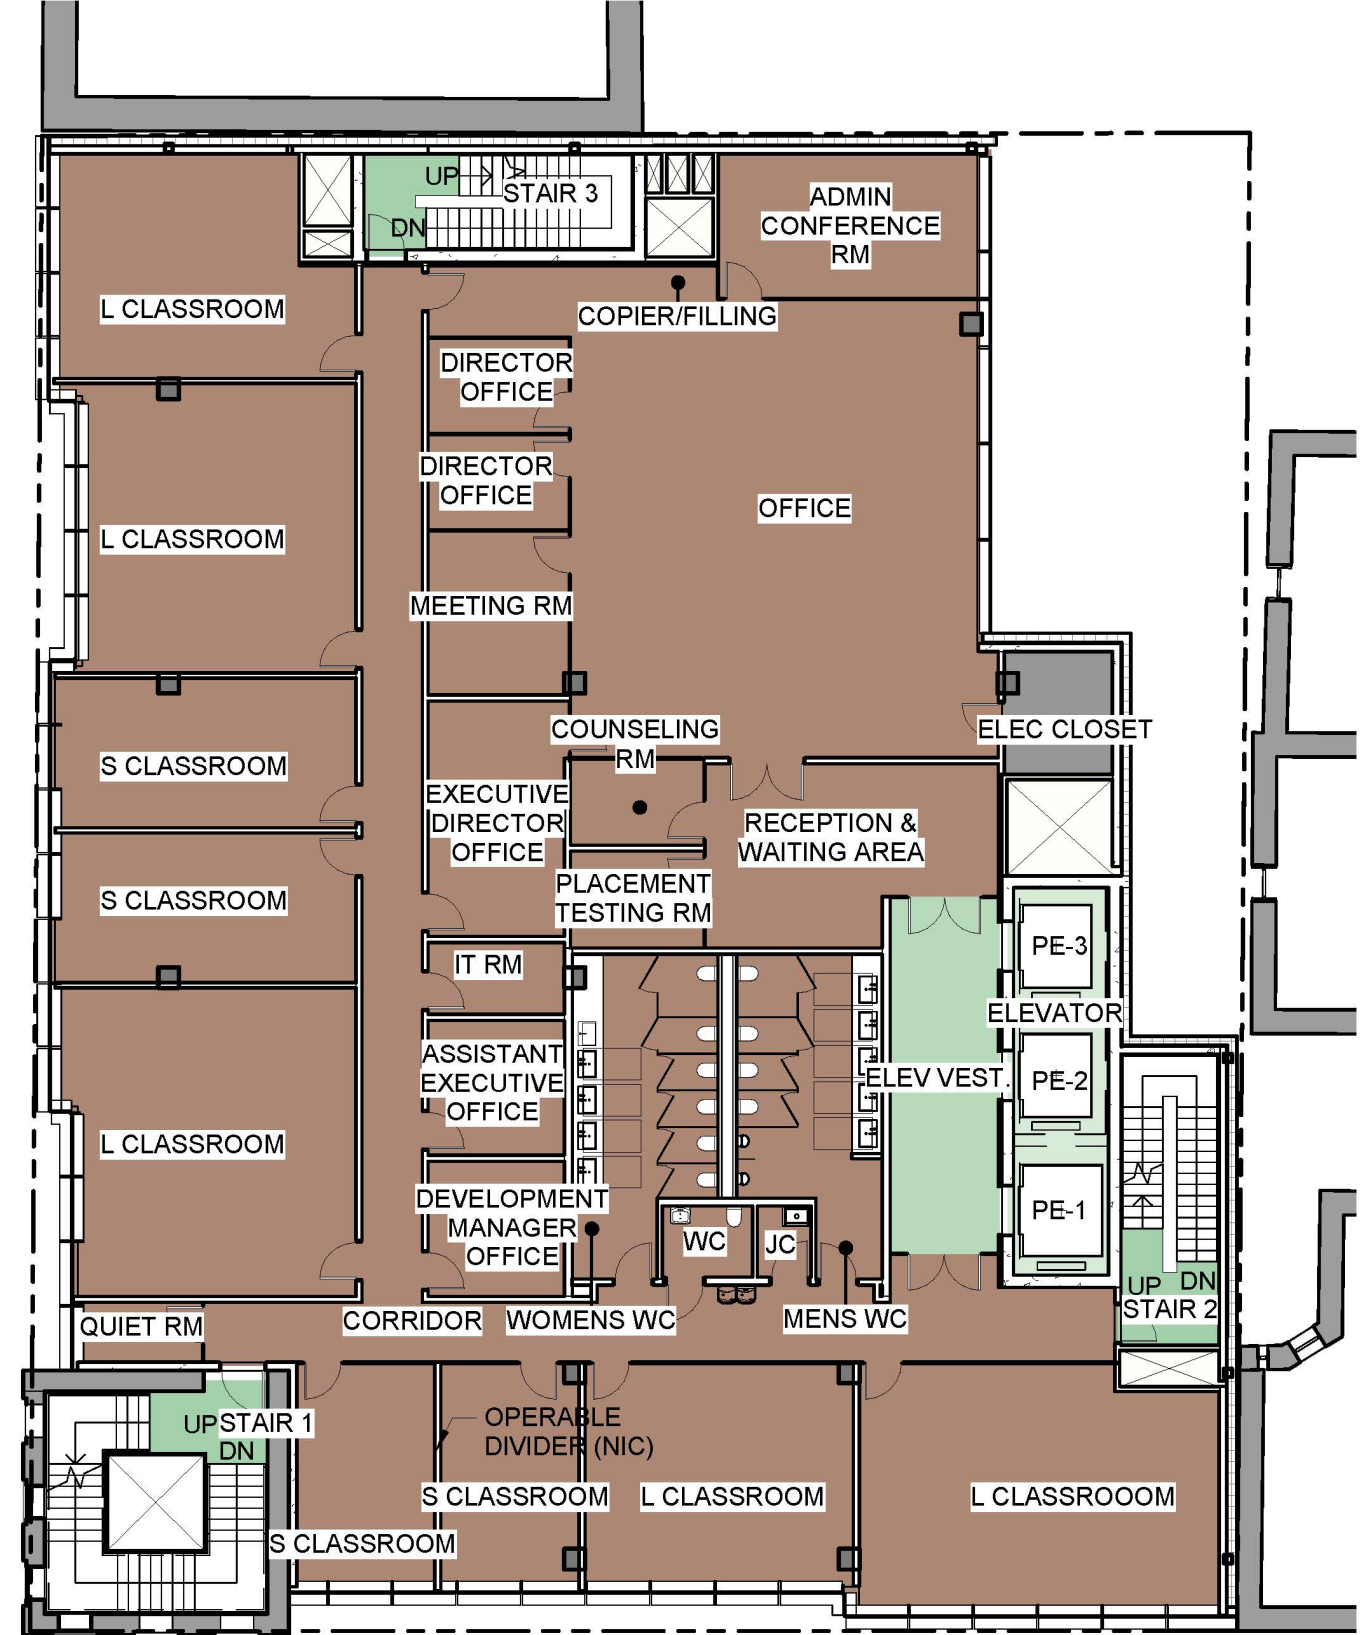 UP
STAIR 3
DN
ADMIN
CONFERENCE
RM
L CLASSROOM
COPIER/FILLING
DIRECTOR
OFFICE
DIRECTOR
OFFICE
OFFICE
L CLASSROOM
MEETING RM
COUNSELING
RM
ELEC CLOSET
S CLASSROOM
EXECUTIVE
DIRECTOR
OFFICE
RECEPTION &
WAITING AREA
S CLASSROOM
PLACEMENT
TESTING RM
PE-3
IT RM
ELEVATOR
ASSISTANT
EXECUTIVE
OFFICE
ELEV VEST.
PE-2
L CLASSROOM
DEVELOPMENT
MANAGER
OFFICE
WC
JC
PE-1
UP
DN
STAIR 2
QUIET RM
CORRIDOR
WOMENS WC
MENS WC
UP
STAIR 1
DN
OPERABLE
DIVIDER (NIC)
S CLASSROOM
L CLASSROOM
L CLASSROOOM
S CLASSROOM